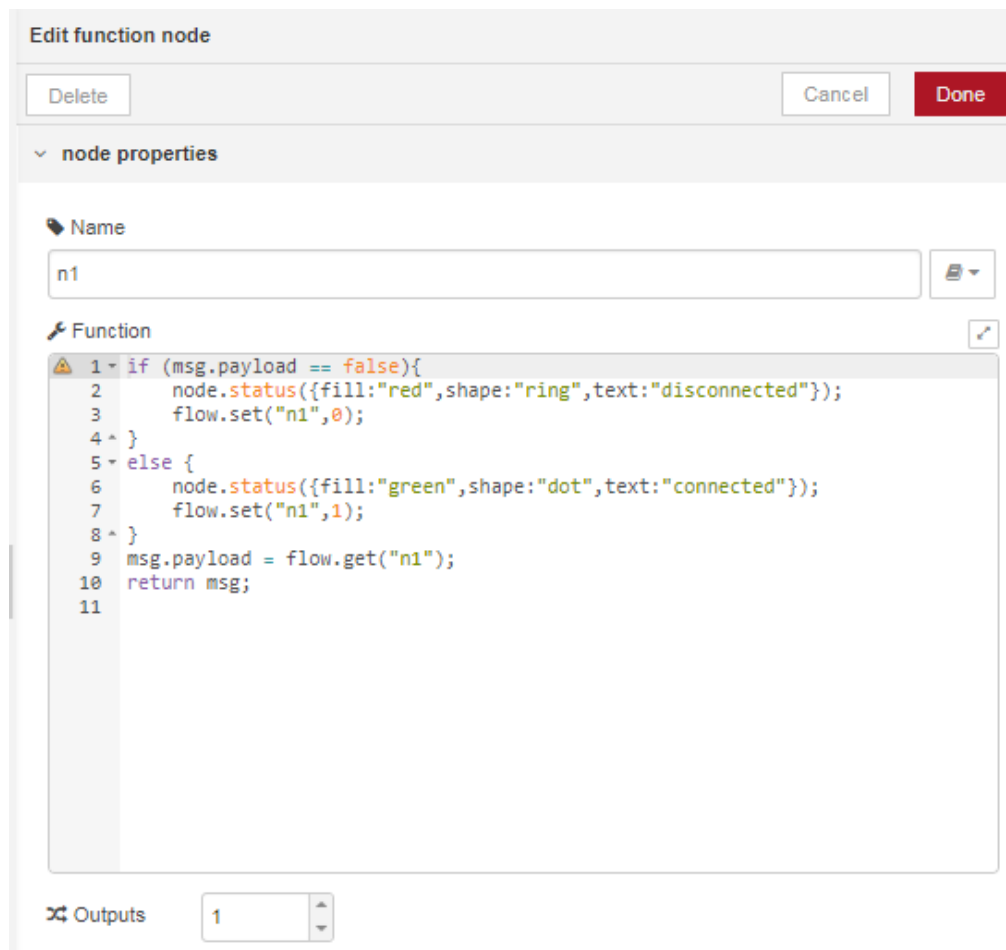 Edit function node
Delete Cancel Done
node properties
Name
n1
Function
1 if (msg.payload == false){
2     node.status({fill:"red",shape:"ring",text:"disconnected"});
3     flow.set("n1",0);
4 }
5 else {
6     node.status({fill:"green",shape:"dot",text:"connected"});
7     flow.set("n1",1);
8 }
9 msg.payload = flow.get("n1");
10 return msg;
11
Outputs 1